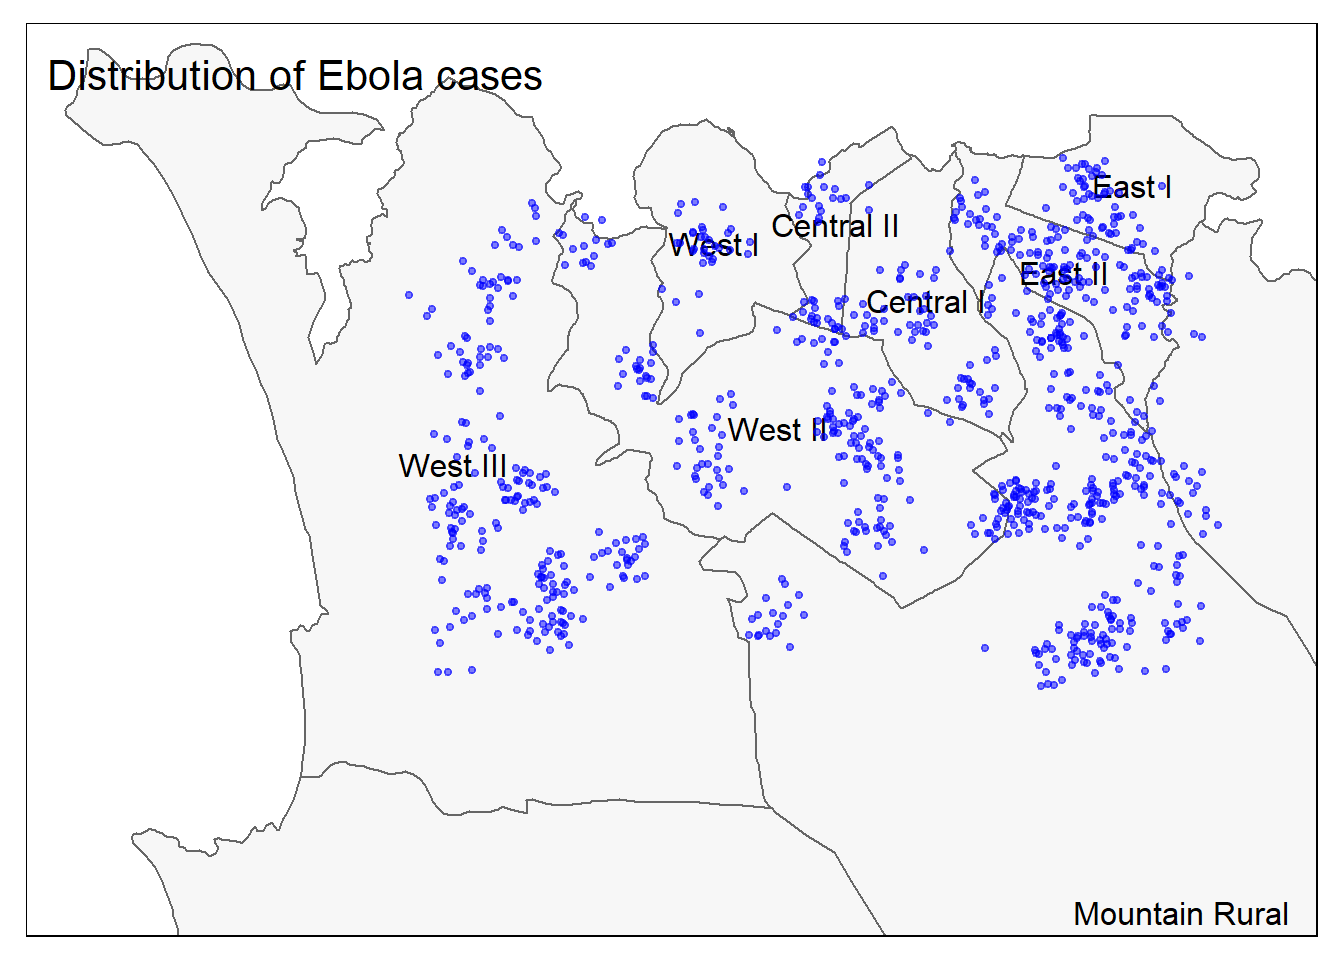 Distribution of Ebola cases
East I
Central II
West I
East II
Central I
West II
West III
Mountain Rural